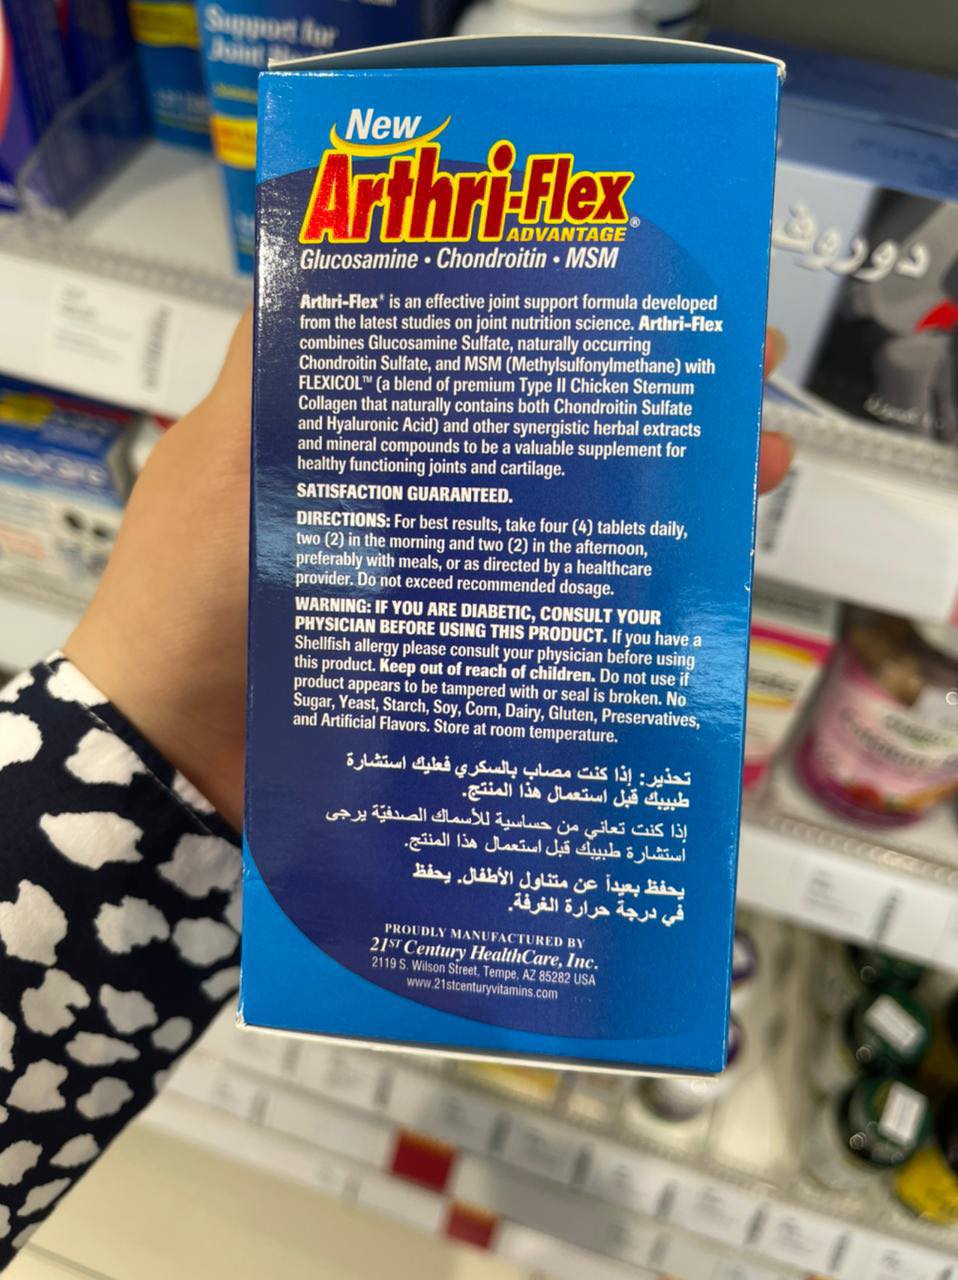 Support for
Joint
New
Arthri-Flex®
ADVANTAGE
Glucosamine • Chondroitin • MSM
Arthri-Flex® is an effective joint support formula developed
from the latest studies on joint nutrition science. Arthri-Flex
combines Glucosamine Sulfate, naturally occurring
Chondroitin Sulfate, and MSM (Methylsulfonylmethane) with
FLEXICOL™ (a blend of premium Type II Chicken Sternum
Collagen that naturally contains both Chondroitin Sulfate
and Hyaluronic Acid) and other synergistic herbal extracts
and mineral compounds to be a valuable supplement for
healthy functioning joints and cartilage.
SATISFACTION GUARANTEED.
DIRECTIONS: For best results, take four (4) tablets daily,
two (2) in the morning and two (2) in the afternoon,
preferably with meals, or as directed by a healthcare
provider. Do not exceed recommended dosage.
WARNING: IF YOU ARE DIABETIC, CONSULT YOUR
PHYSICIAN BEFORE USING THIS PRODUCT. If you have a
Shellfish allergy please consult your physician before using
this product. Keep out of reach of children. Do not use if
product appears to be tampered with or seal is broken. No
Sugar, Yeast, Starch, Soy, Corn, Dairy, Gluten, Preservatives,
and Artificial Flavors. Store at room temperature.
تحذير: إذا كنت مصاب بالسكري فعليك استشارة
طبيبك قبل استعمال هذا المنتج.
إذا كنت تعاني من حساسية للأسماك الصدفيّة يرجى
استشارة طبيبك قبل استعمال هذا المنتج.
يحفظ بعيداً عن متناول الأطفال. يحفظ
في درجة حرارة الغرفة.
PROUDLY MANUFACTURED BY
21ST Century HealthCare, Inc.
2119 S. Wilson Street, Tempe, AZ 85282 USA
www.21stcenturyvitamins.com
دوروف